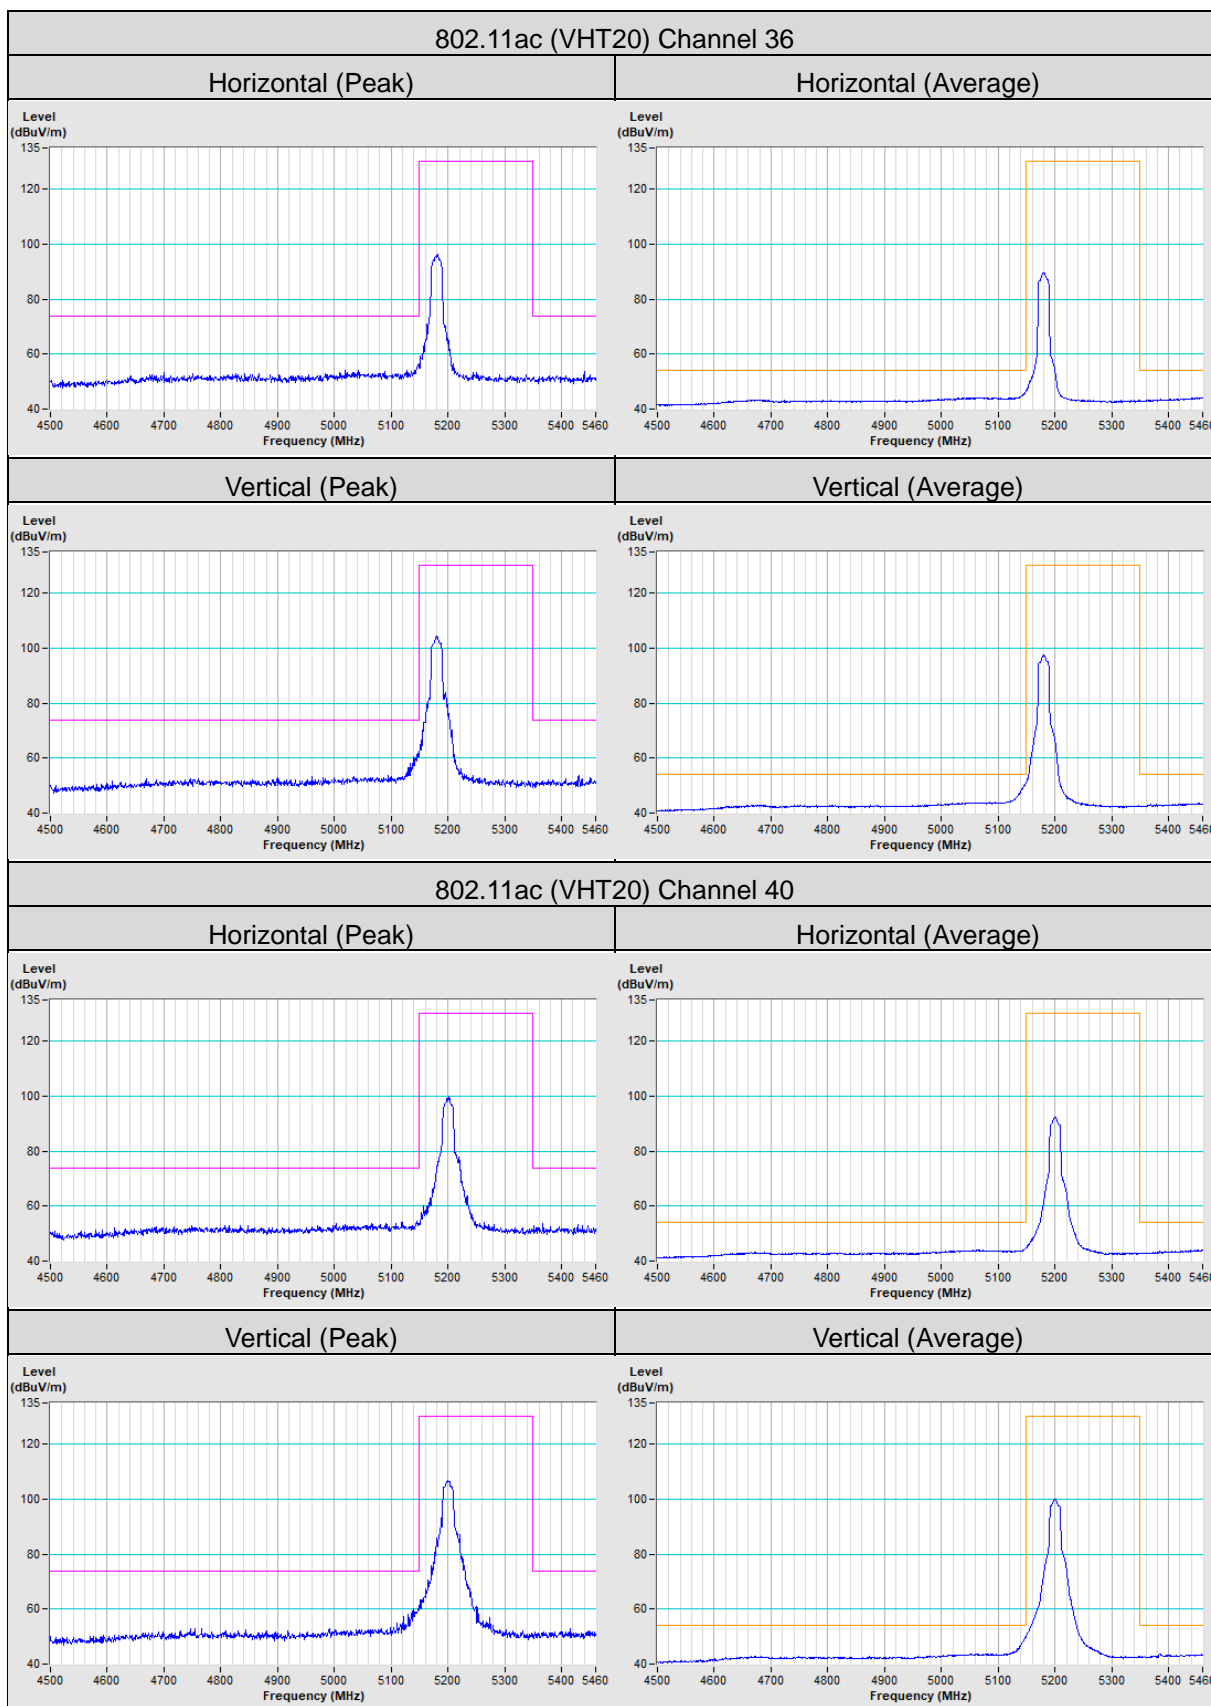 802.11ac (VHT20) Channel 36
Horizontal (Peak) Horizontal (Average)
Level Level
(dBuV/m) (dBuV/m)
135 135
120 120
100 100
80 80
60 60
40 40
4500 4600 4700 4800 4900 5000 5100 5200 5300 5400 5460 4500 4600 4700 4800 4900 5000 5100 5200 5300 5400 5460
Frequency (MHz) Frequency (MHz)
Vertical (Peak) Vertical (Average)
Level Level
(dBuV/m) (dBuV/m)
135 135
120 120
100 100
80 80
60 60
40 40
4500 4600 4700 4800 4900 5000 5100 5200 5300 5400 5460 4500 4600 4700 4800 4900 5000 5100 5200 5300 5400 5460
Frequency (MHz) Frequency (MHz)
802.11ac (VHT20) Channel 40
Horizontal (Peak) Horizontal (Average)
Level Level
(dBuV/m) (dBuV/m)
135 135
120 120
100 100
80 80
60 60
40 40
4500 4600 4700 4800 4900 5000 5100 5200 5300 5400 5460 4500 4600 4700 4800 4900 5000 5100 5200 5300 5400 5460
Frequency (MHz) Frequency (MHz)
Vertical (Peak) Vertical (Average)
Level Level
(dBuV/m) (dBuV/m)
135 135
120 120
100 100
80 80
60 60
40 40
4500 4600 4700 4800 4900 5000 5100 5200 5300 5400 5460 4500 4600 4700 4800 4900 5000 5100 5200 5300 5400 5460
Frequency (MHz) Frequency (MHz)